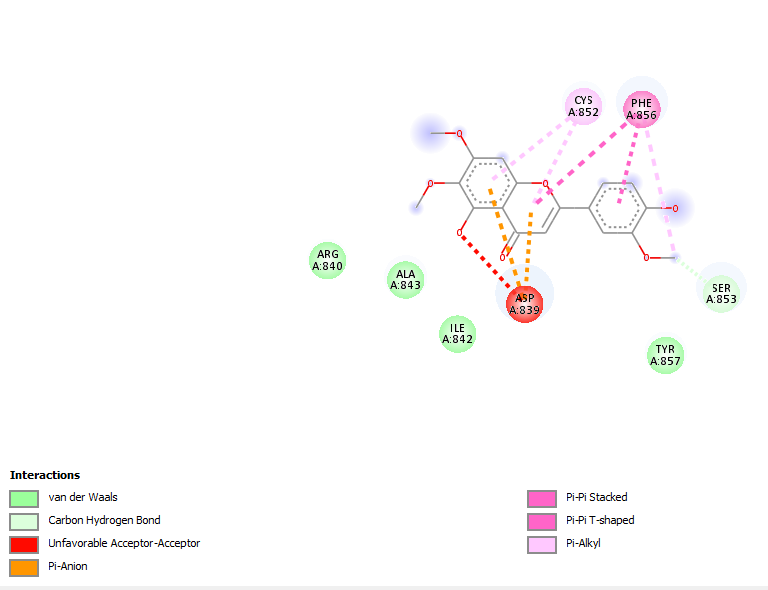 CYS
A:852
PHE
A:856
O
O
O
O
O
O
O
ARG
A:840
ALA
A:843
ASP
A:839
SER
A:853
ILE
A:842
TYR
A:857
Interactions
van der Waals
Carbon Hydrogen Bond
Unfavorable Acceptor-Acceptor
Pi-Anion
Pi-Pi Stacked
Pi-Pi T-shaped
Pi-Alkyl